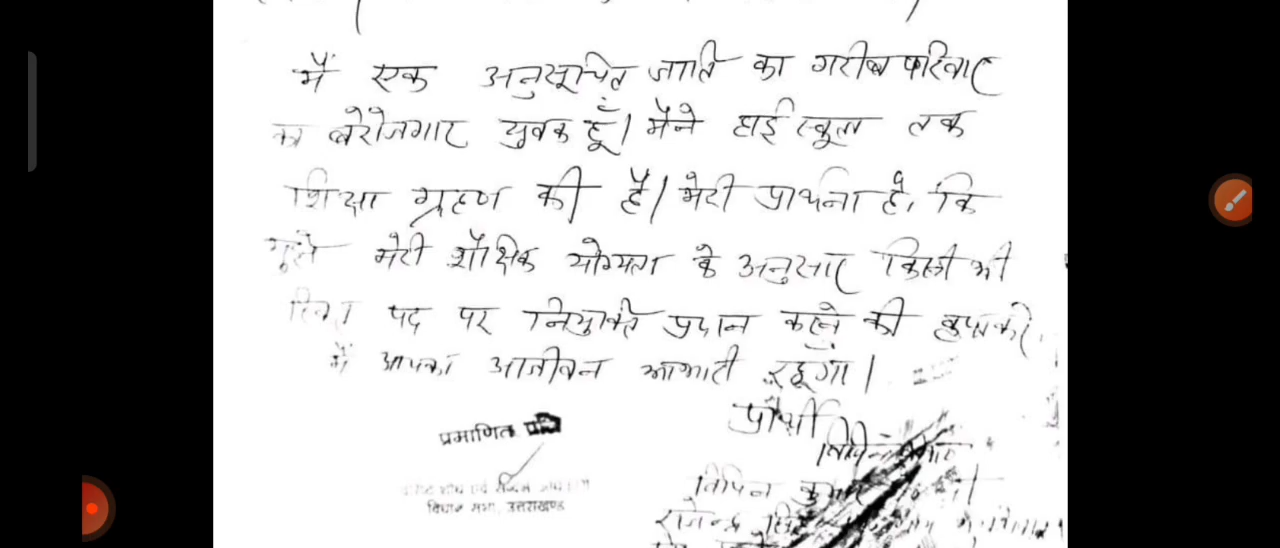 मैं एक अनुसूचित जाति का गरीब परिवार
का बेरोजगार युवक हूँ। मैने हाई स्कूल तक
शिक्षा ग्रहण की है। मेरी प्रार्थना है, कि
मुझे मेरी शैक्षिक योग्यता के अनुसार किसी भी
रिक्त पद पर नियुक्ति प्रदान करने की कृपा करें,
मैं आपका आजीवन आभारी रहूँगा।
प्रार्थी
प्रमाणित प्रति
विपिन कुमार
राजेन्द्र सिंह
विधान सभा, उत्तराखण्ड